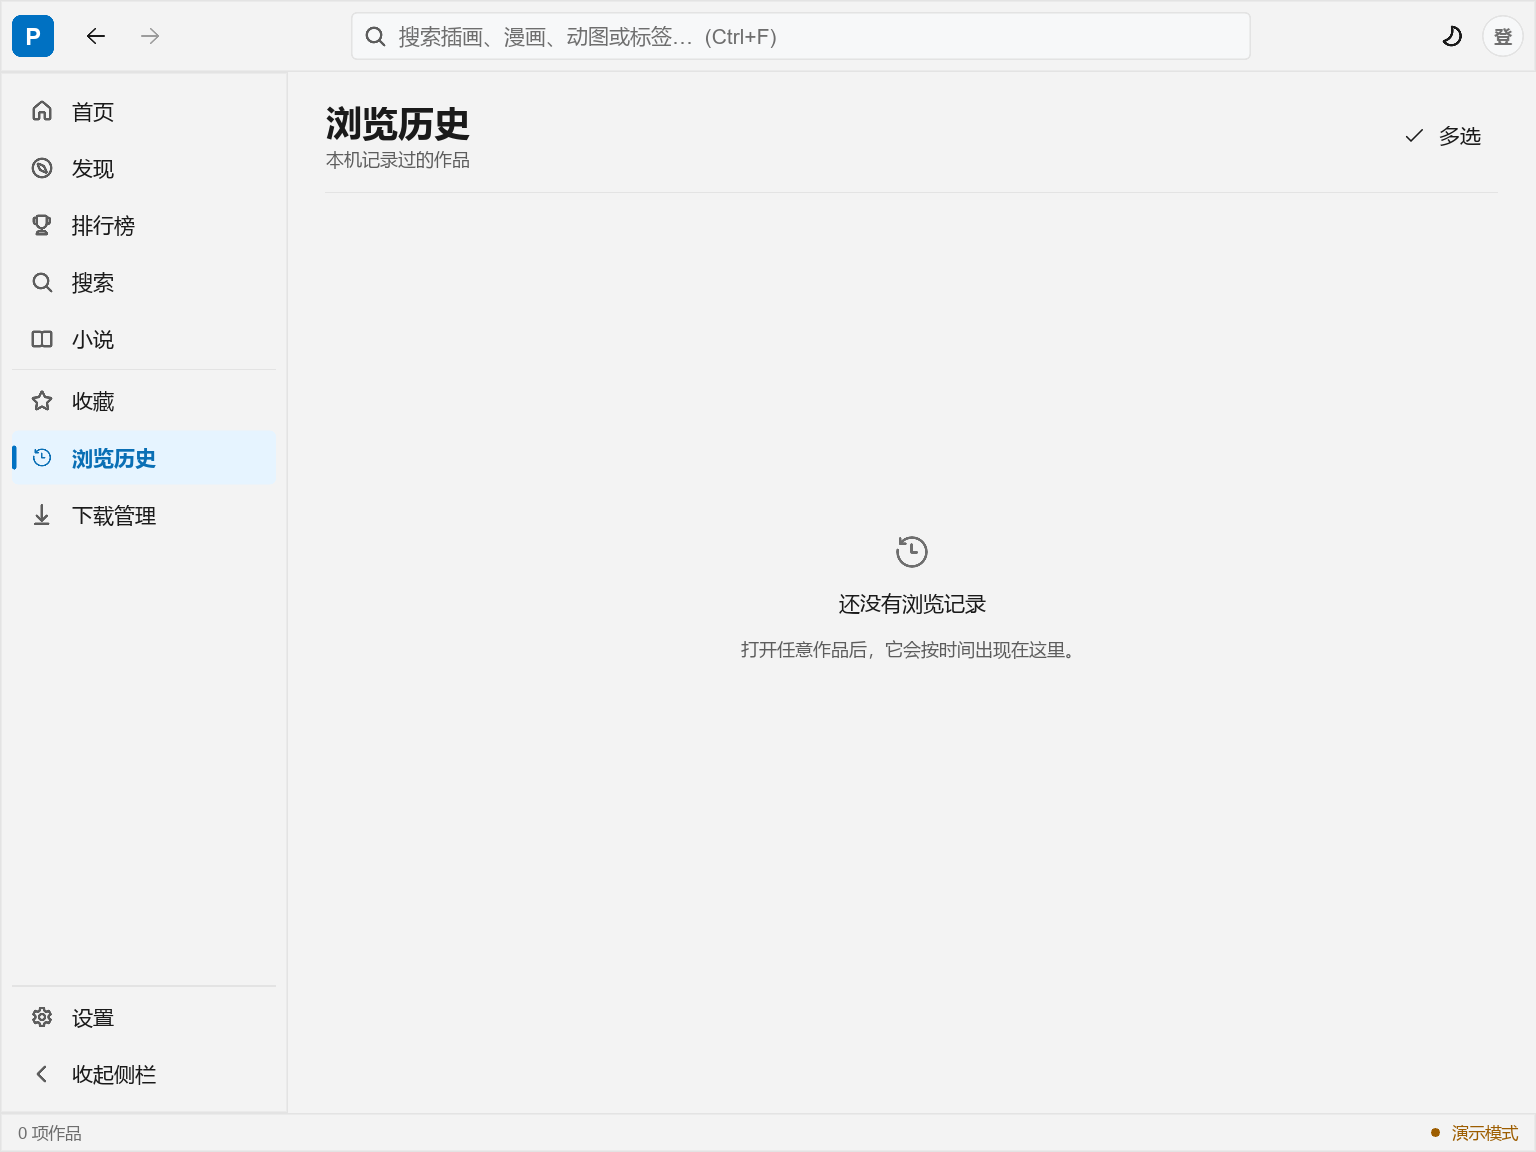 P
搜索插画、漫画、动图或标签… (Ctrl+F)
登
首页
发现
排行榜
搜索
小说
收藏
浏览历史
下载管理
设置
收起侧栏
浏览历史
本机记录过的作品
多选
还没有浏览记录
打开任意作品后，它会按时间出现在这里。
0 项作品
演示模式